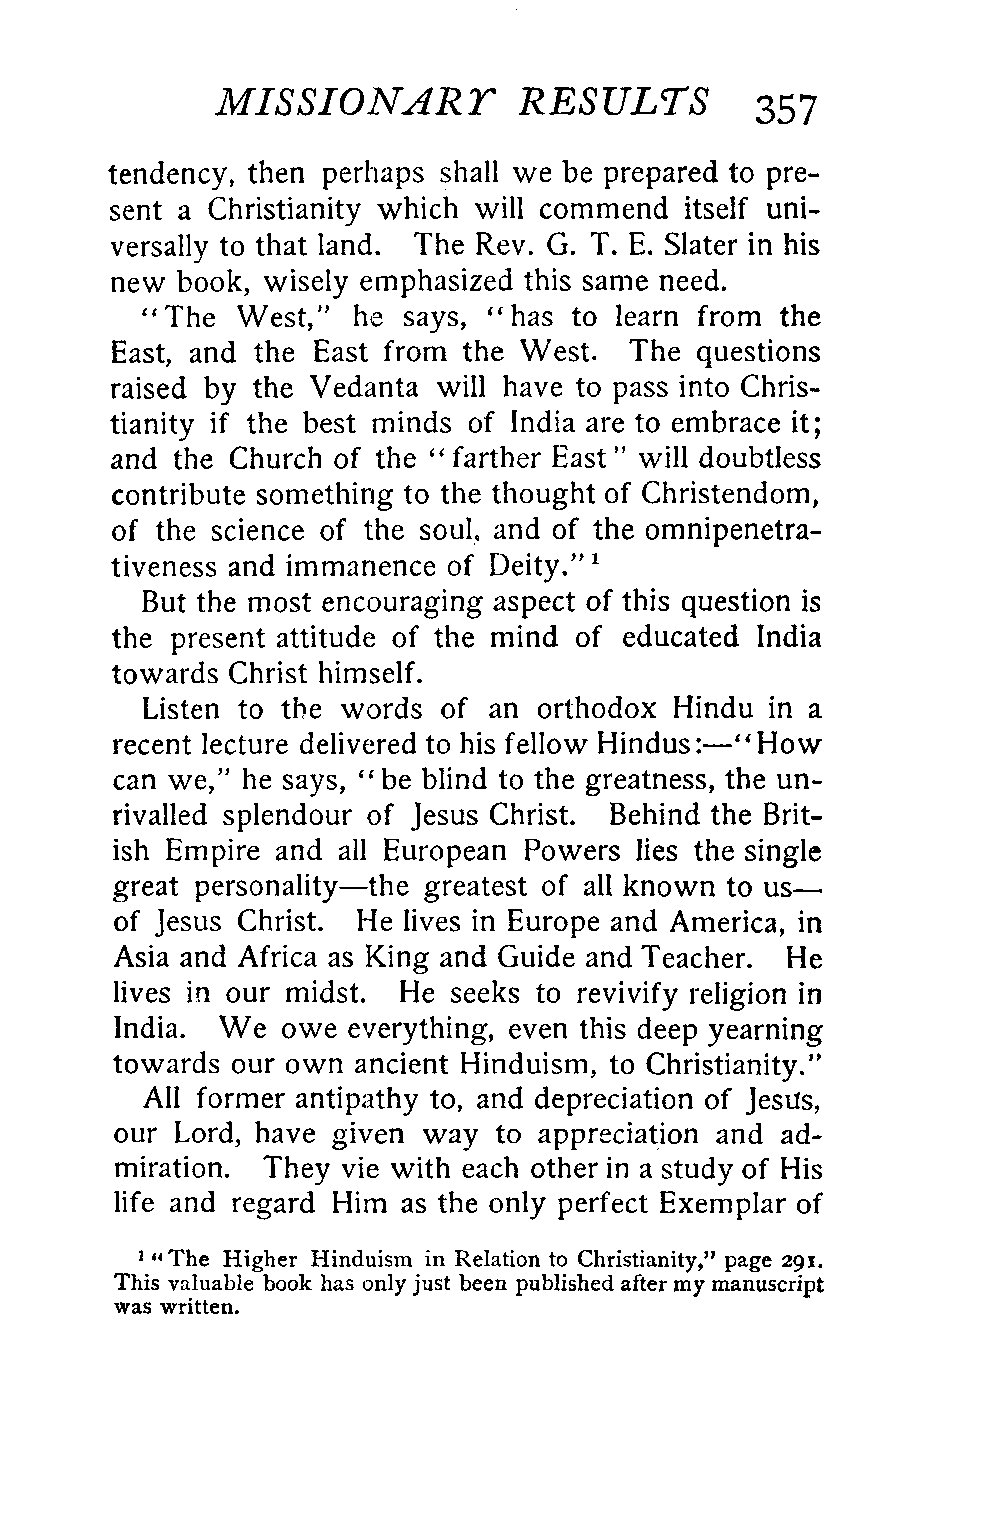 MISSIONARY RESULTS 357
tendency, then perhaps shall we be prepared to pre-
sent a Christianity which will commend itself uni-
versally to that land. The Rev. G. T. E. Slater in his
new book, wisely emphasized this same need.
"The West," he says, "has to learn from the
East, and the East from the West. The questions
raised by the Vedanta will have to pass into Chris-
tianity if the best minds of India are to embrace it;
and the Church of the "farther East" will doubtless
contribute something to the thought of Christendom,
of the science of the soul, and of the omnipenetra-
tiveness and immanence of Deity."¹
But the most encouraging aspect of this question is
the present attitude of the mind of educated India
towards Christ himself.
Listen to the words of an orthodox Hindu in a
recent lecture delivered to his fellow Hindus:—"How
can we," he says, "be blind to the greatness, the un-
rivalled splendour of Jesus Christ. Behind the Brit-
ish Empire and all European Powers lies the single
great personality—the greatest of all known to us—
of Jesus Christ. He lives in Europe and America, in
Asia and Africa as King and Guide and Teacher. He
lives in our midst. He seeks to revivify religion in
India. We owe everything, even this deep yearning
towards our own ancient Hinduism, to Christianity."
All former antipathy to, and depreciation of Jesus,
our Lord, have given way to appreciation and ad-
miration. They vie with each other in a study of His
life and regard Him as the only perfect Exemplar of
¹ "The Higher Hinduism in Relation to Christianity," page 291.
This valuable book has only just been published after my manuscript
was written.